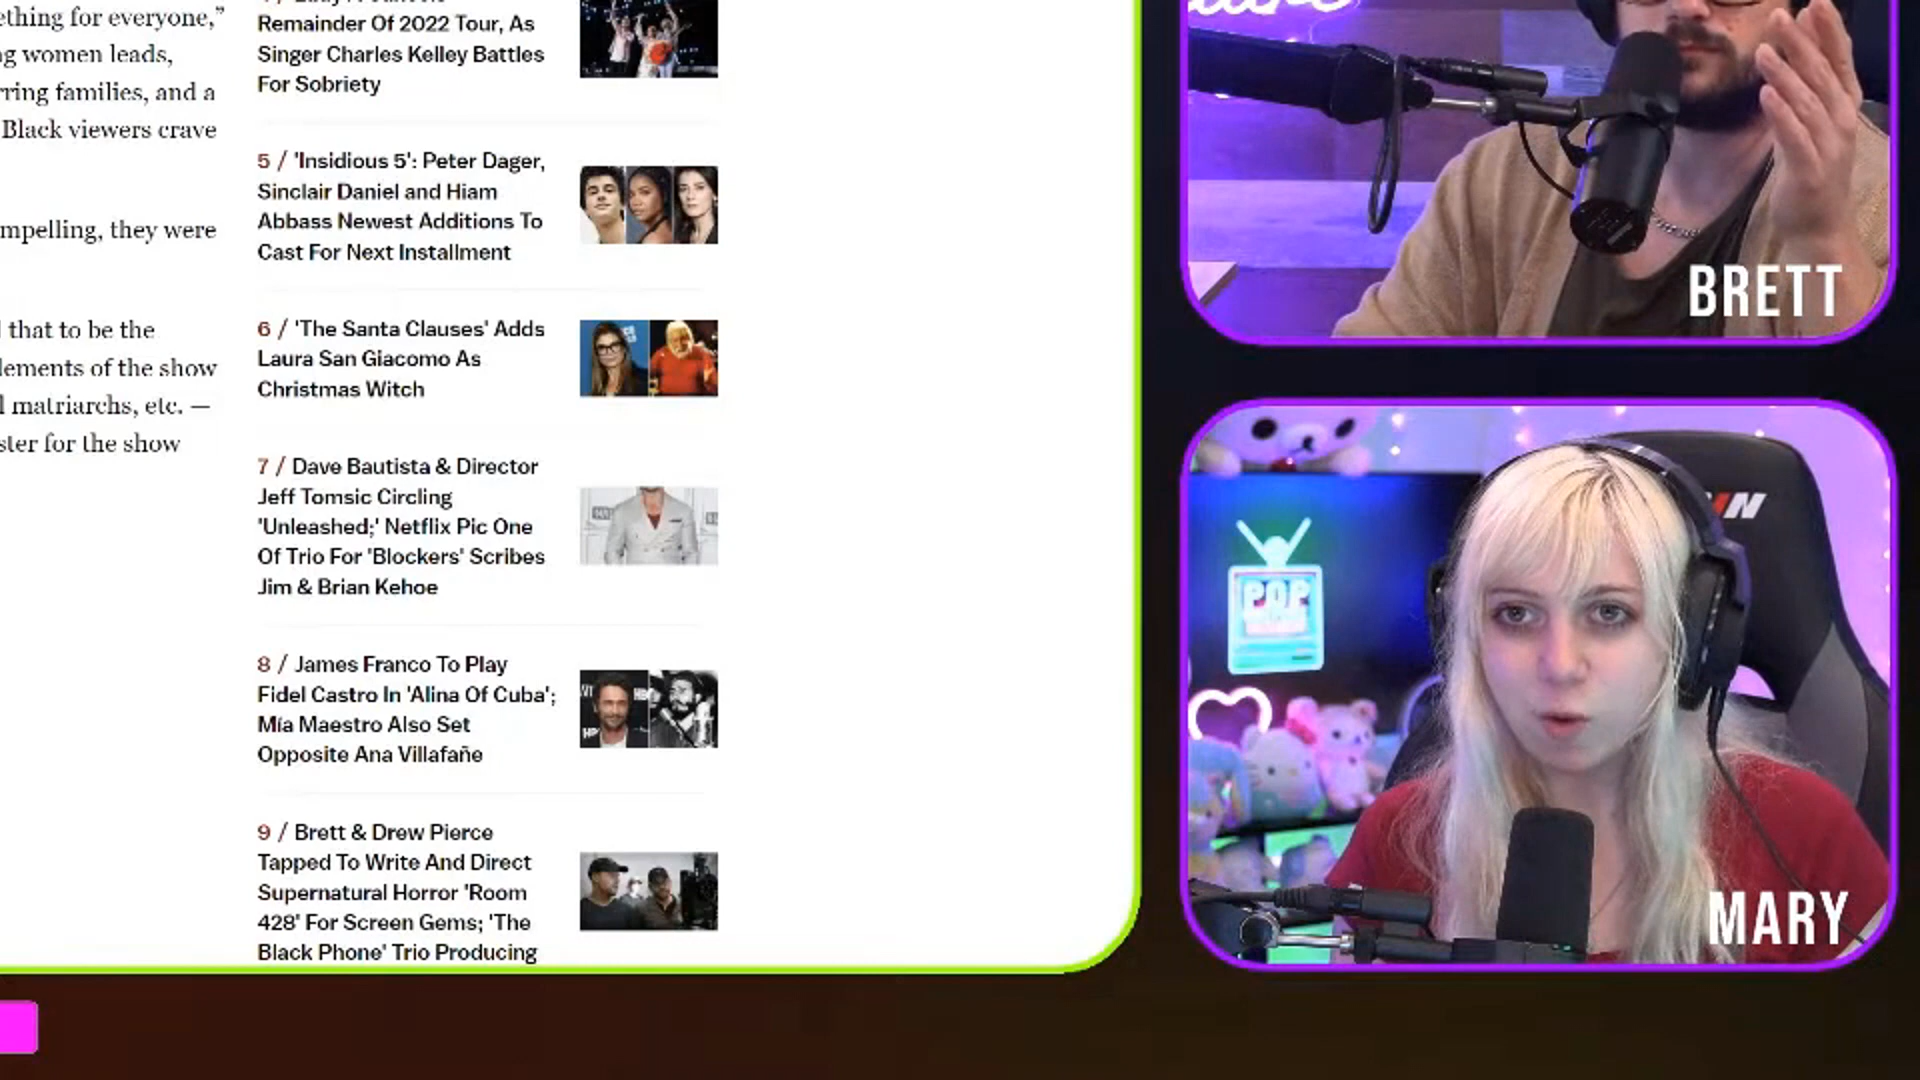 ething for everyone,”
g women leads,
rring families, and a
Black viewers crave
mpelling, they were
that to be the
lements of the show
l matriarchs, etc. —
ster for the show
Remainder Of 2022 Tour, As
Singer Charles Kelley Battles
For Sobriety
5 / 'Insidious 5': Peter Dager,
Sinclair Daniel and Hiam
Abbass Newest Additions To
Cast For Next Installment
6 / 'The Santa Clauses' Adds
Laura San Giacomo As
Christmas Witch
7 / Dave Bautista & Director
Jeff Tomsic Circling
'Unleashed;' Netflix Pic One
Of Trio For 'Blockers' Scribes
Jim & Brian Kehoe
8 / James Franco To Play
Fidel Castro In 'Alina Of Cuba';
Mía Maestro Also Set
Opposite Ana Villafañe
9 / Brett & Drew Pierce
Tapped To Write And Direct
Supernatural Horror 'Room
428' For Screen Gems; 'The
Black Phone' Trio Producing
BRETT
POP
MARY